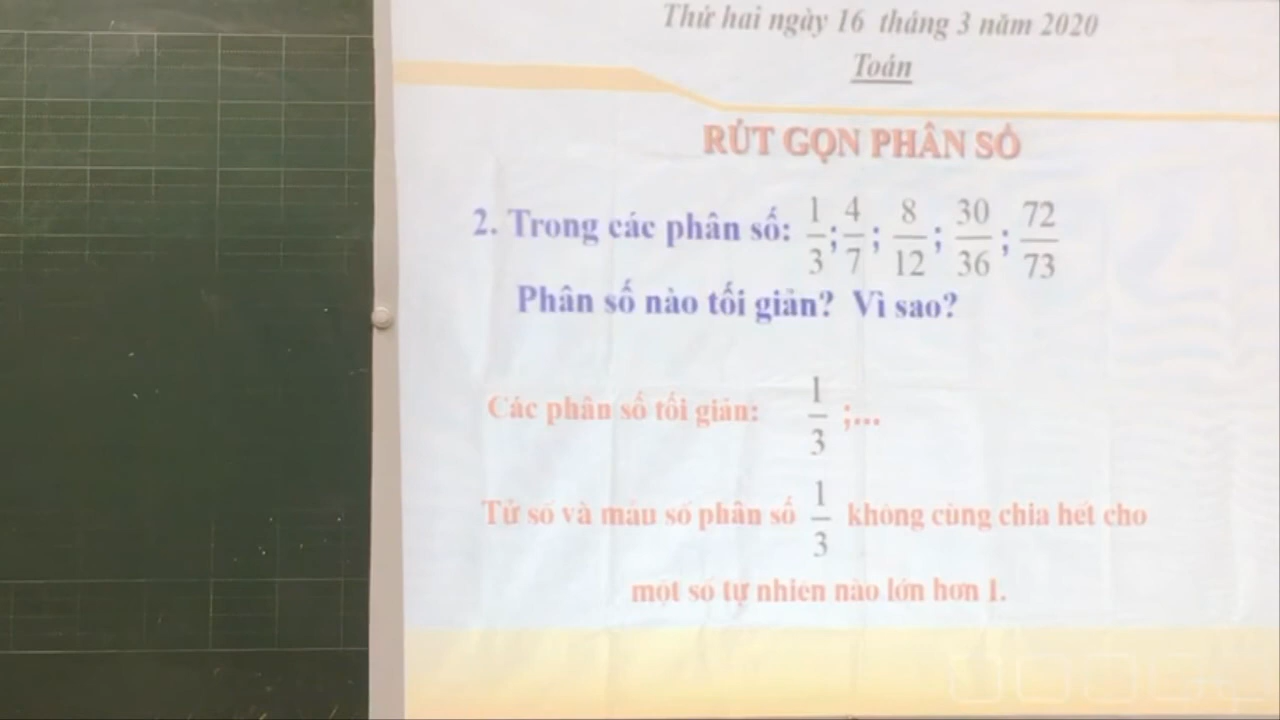 Thứ hai ngày 16 tháng 3 năm 2020
Toán
RÚT GỌN PHÂN SỐ
2. Trong các phân số: 1/3; 4/7; 8/12; 30/36; 72/73
Phân số nào tối giản? Vì sao?
Các phân số tối giản: 1/3 ;...
Tử số và mẫu số phân số 1/3 không cùng chia hết cho
một số tự nhiên nào lớn hơn 1.